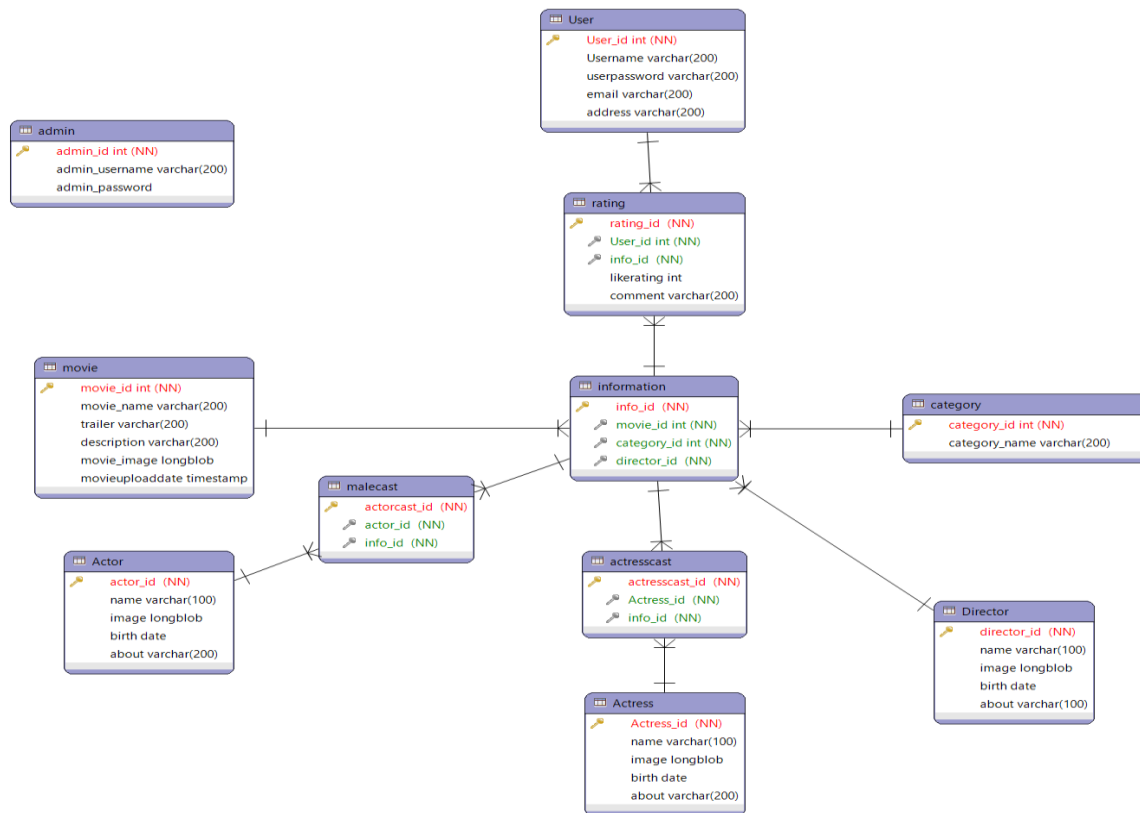 User
User_id int (NN)
Username varchar(200)
userpassword varchar(200)
email varchar(200)
address varchar(200)
admin
admin_id int (NN)
admin_username varchar(200)
admin_password
rating
rating_id (NN)
User_id int (NN)
info_id (NN)
likerating int
comment varchar(200)
movie
movie_id int (NN)
movie_name varchar(200)
trailer varchar(200)
description varchar(200)
movie_image longblob
movieuploaddate timestamp
information
info_id (NN)
movie_id int (NN)
category_id int (NN)
director_id (NN)
category
category_id int (NN)
category_name varchar(200)
malecast
actorcast_id (NN)
actor_id (NN)
info_id (NN)
Actor
actor_id (NN)
name varchar(100)
image longblob
birth date
about varchar(200)
actresscast
actresscast_id (NN)
Actress_id (NN)
info_id (NN)
Director
director_id (NN)
name varchar(100)
image longblob
birth date
about varchar(100)
Actress
Actress_id (NN)
name varchar(100)
image longblob
birth date
about varchar(200)